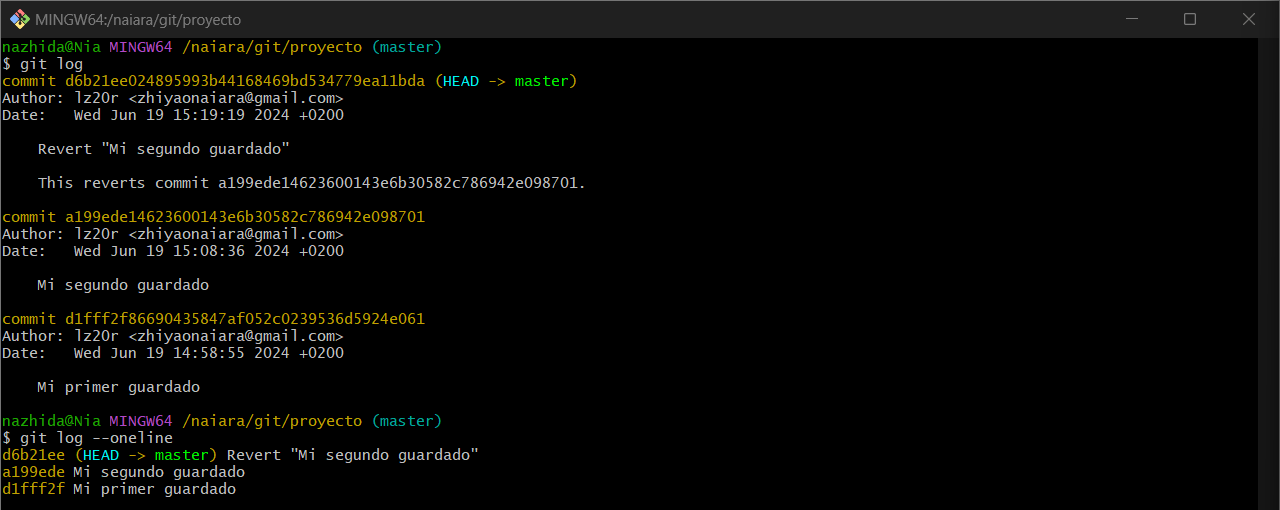 MINGW64:/naiara/git/proyecto
nazhida@Nia MINGW64 /naiara/git/proyecto (master)
$ git log
commit d6b21ee024895993b44168469bd534779ea11bda (HEAD -> master)
Author: lz20r <zhiyaonaiara@gmail.com>
Date:   Wed Jun 19 15:19:19 2024 +0200
    Revert "Mi segundo guardado"
    This reverts commit a199ede14623600143e6b30582c786942e098701.
commit a199ede14623600143e6b30582c786942e098701
Author: lz20r <zhiyaonaiara@gmail.com>
Date:   Wed Jun 19 15:08:36 2024 +0200
    Mi segundo guardado
commit d1fff2f86690435847af052c0239536d5924e061
Author: lz20r <zhiyaonaiara@gmail.com>
Date:   Wed Jun 19 14:58:55 2024 +0200
    Mi primer guardado
nazhida@Nia MINGW64 /naiara/git/proyecto (master)
$ git log --oneline
d6b21ee (HEAD -> master) Revert "Mi segundo guardado"
a199ede Mi segundo guardado
d1fff2f Mi primer guardado